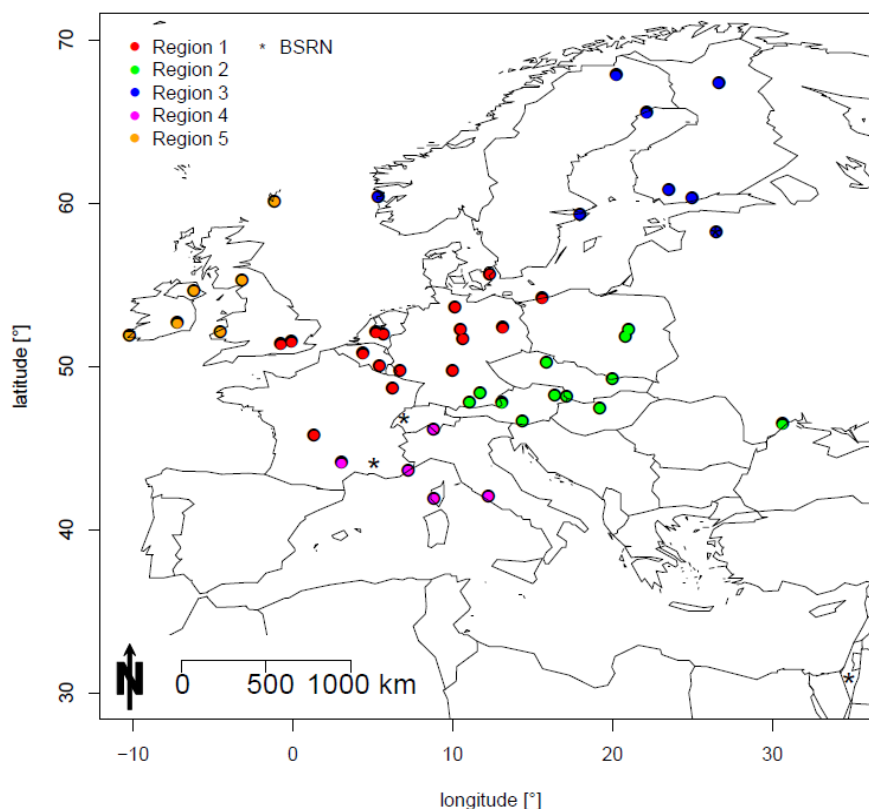 Region 1
Region 2
Region 3
Region 4
Region 5
* BSRN
latitude [°]
70
60
50
40
30
N
0 500 1000 km
−10 0 10 20 30
longitude [°]